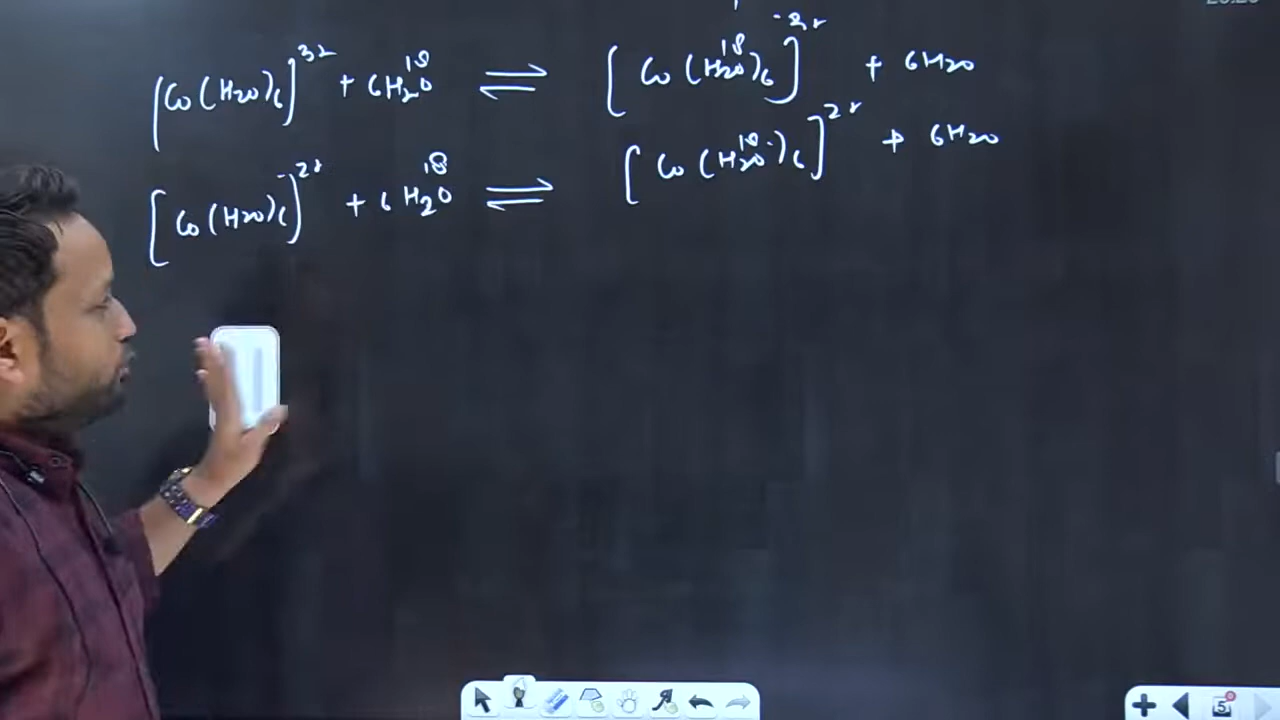 [Co(H2O)6]3+ + 6H2O18 ⇌ [Co(H2O18)6]3+ + 6H2O
[Co(H2O)6]2+ + 6H2O18 ⇌ [Co(H2O18)6]2+ + 6H2O
5